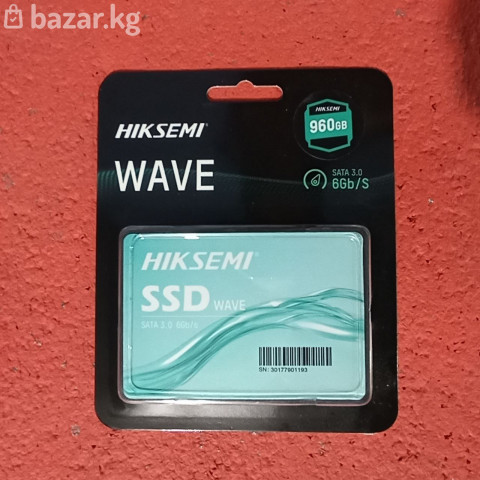 bazar.kg
HIKSEMI
WAVE
HIKSEMI
960GB
SATA 3.0
6Gb/S
HIKSEMI
SSD WAVE
SATA 3.0 6Gb/s
SN: 30177901193